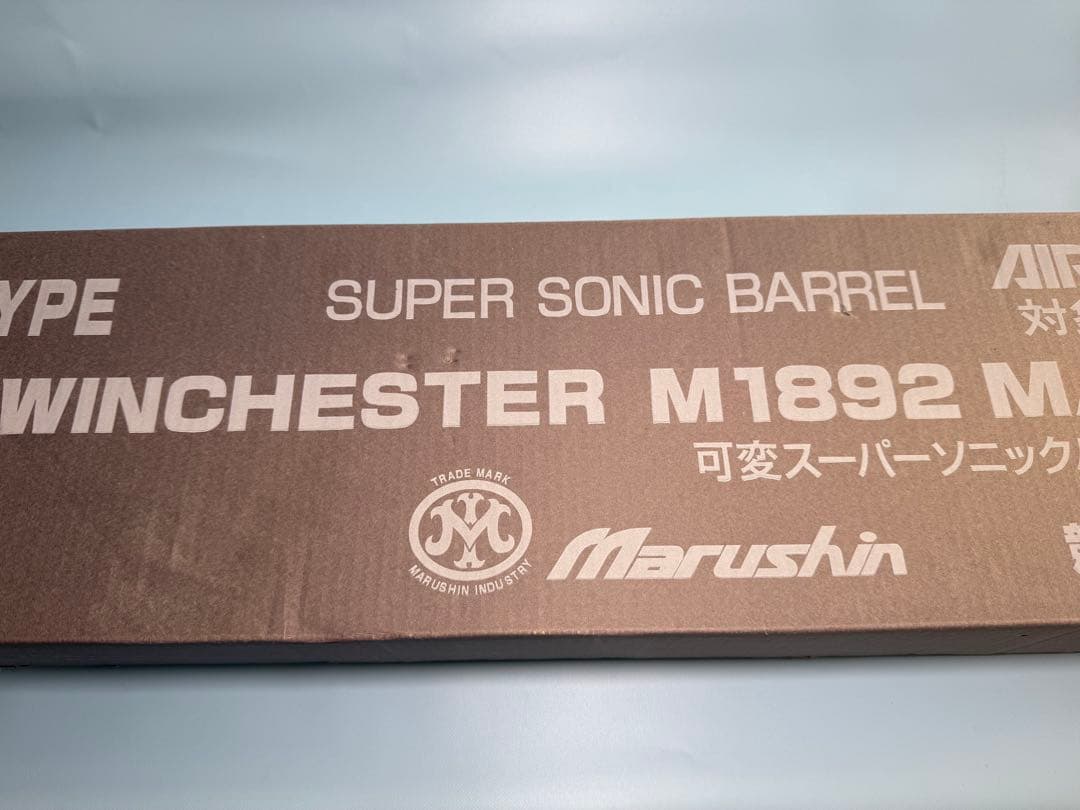 YPE
SUPER SONIC BARREL
AIR
対
WINCHESTER M1892 M
可変スーパーソニック
TRADE MARK
M
MARUSHIN INDUSTRY
Marushin